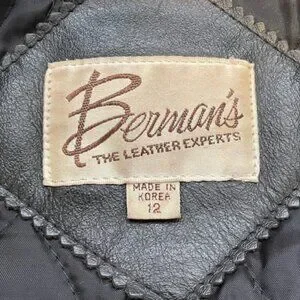 Berman's
THE LEATHER EXPERTS
MADE IN
KOREA
12